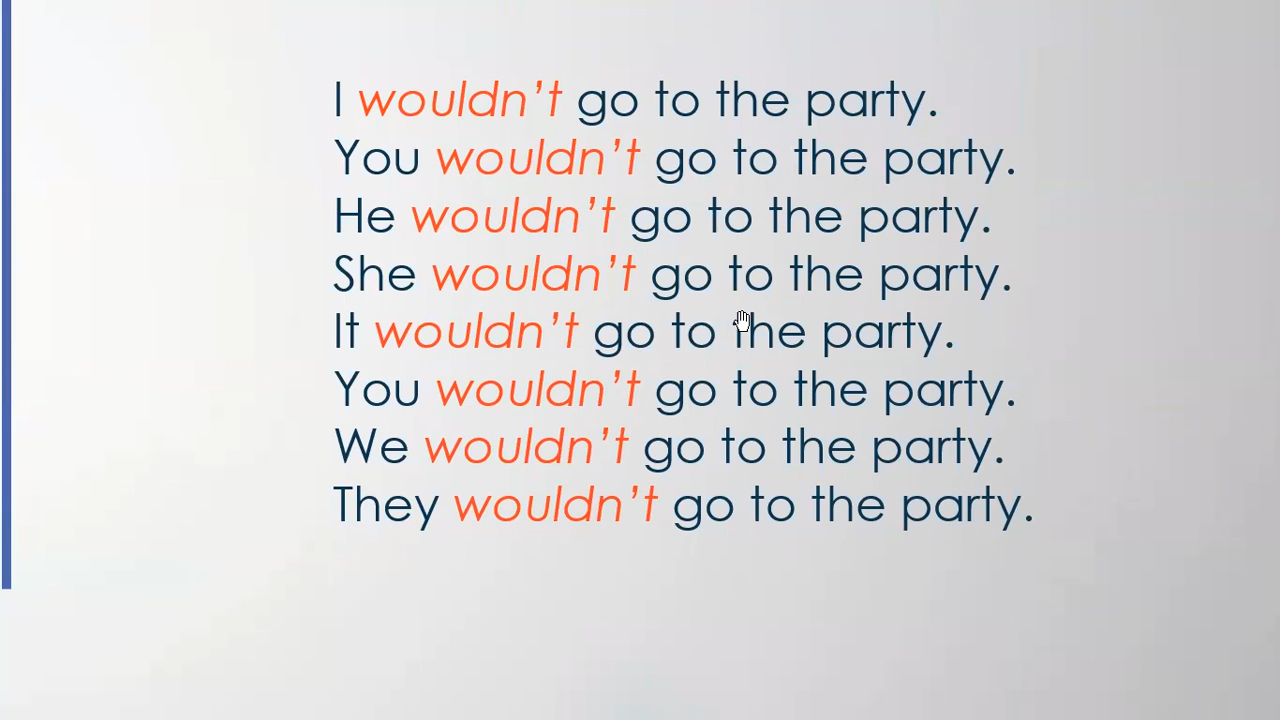 I wouldn’t go to the party.
You wouldn’t go to the party.
He wouldn’t go to the party.
She wouldn’t go to the party.
It wouldn’t go to the party.
You wouldn’t go to the party.
We wouldn’t go to the party.
They wouldn’t go to the party.